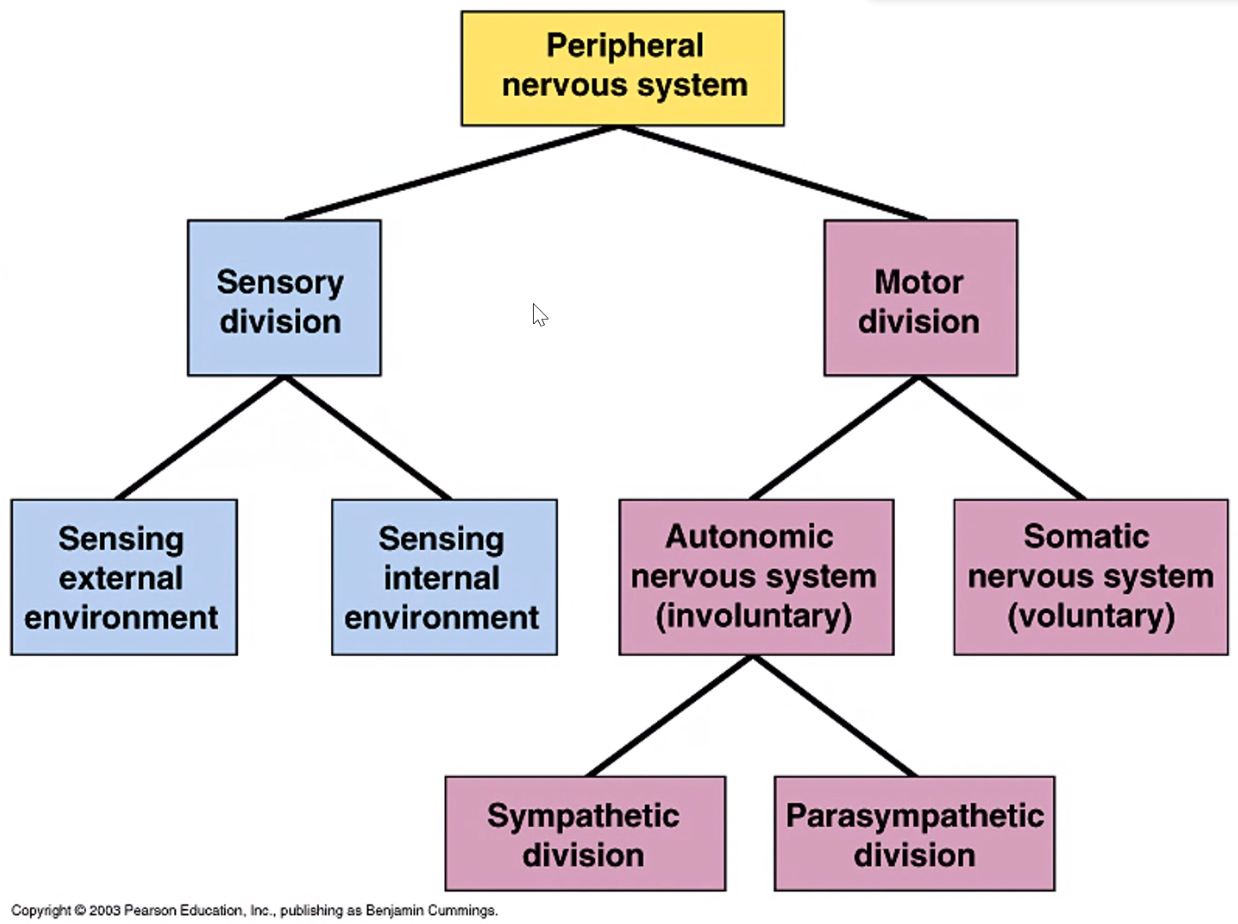 Peripheral
nervous system
Sensory
division
Motor
division
Sensing
external
environment
Sensing
internal
environment
Autonomic
nervous system
(involuntary)
Somatic
nervous system
(voluntary)
Sympathetic
division
Parasympathetic
division
Copyright © 2003 Pearson Education, Inc., publishing as Benjamin Cummings.